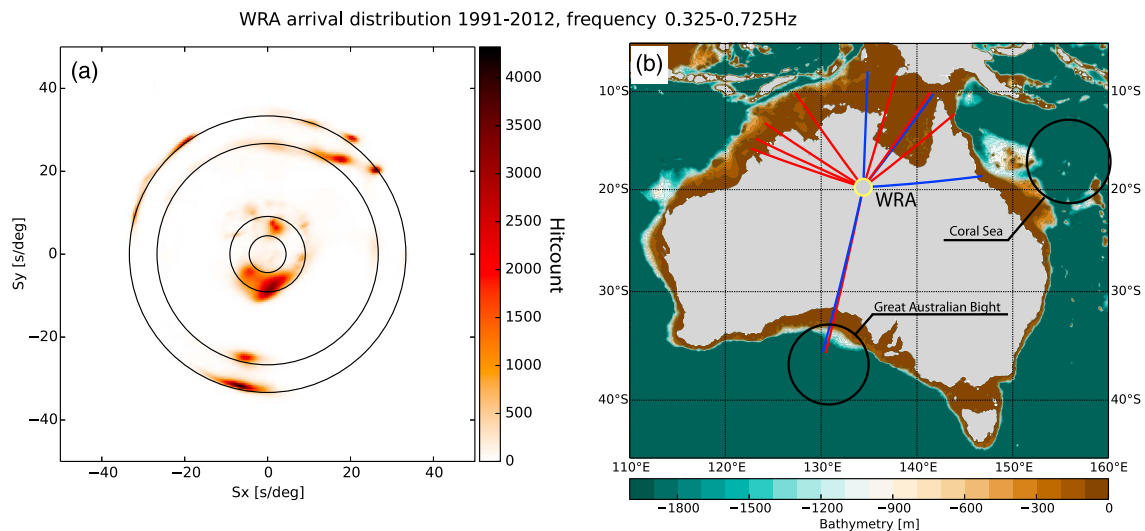 WRA arrival distribution 1991-2012, frequency 0.325-0.725Hz
(a)
Sy [s/deg]
40
20
0
−20
−40
−40
−20
0
20
40
Sx [s/deg]
4000
3500
3000
2500
2000
1500
1000
500
0
Hitcount
(b)
10°S
20°S
30°S
40°S
10°S
20°S
30°S
40°S
WRA
Coral Sea
Great Australian Bight
110°E
120°E
130°E
140°E
150°E
160°E
−1800
−1500
−1200
−900
−600
−300
0
Bathymetry [m]